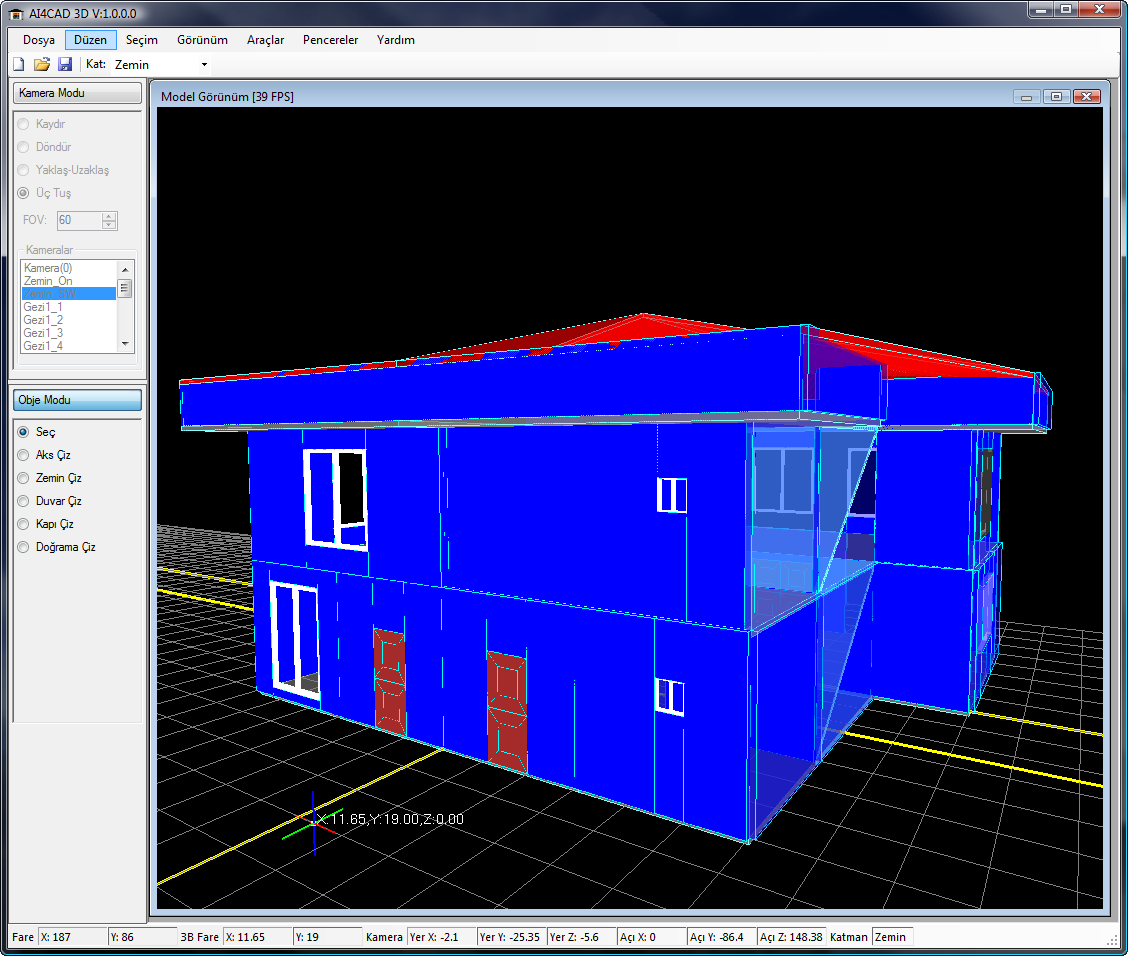 AI4CAD 3D V:1.0.0.0
Dosya Düzen Seçim Görünüm Araçlar Pencereler Yardım
Kat: Zemin
Kamera Modu
Kaydır
Döndür
Yaklaş-Uzaklaş
Üç Tuş
FOV: 60
Kameralar
Kamera(0)
Zemin_On
Gezi1_1
Gezi1_2
Gezi1_3
Gezi1_4
Obje Modu
Seç
Aks Çiz
Zemin Çiz
Duvar Çiz
Kapı Çiz
Doğrama Çiz
Model Görünüm [39 FPS]
X:11.65,Y:19.00,Z:0.00
Fare X: 187 Y: 86 3B Fare X: 11.65 Y: 19 Kamera Yer X: -2.1 Yer Y: -25.35 Yer Z: -5.6 Açı X: 0 Açı Y: -86.4 Açı Z: 148.38 Katman Zemin